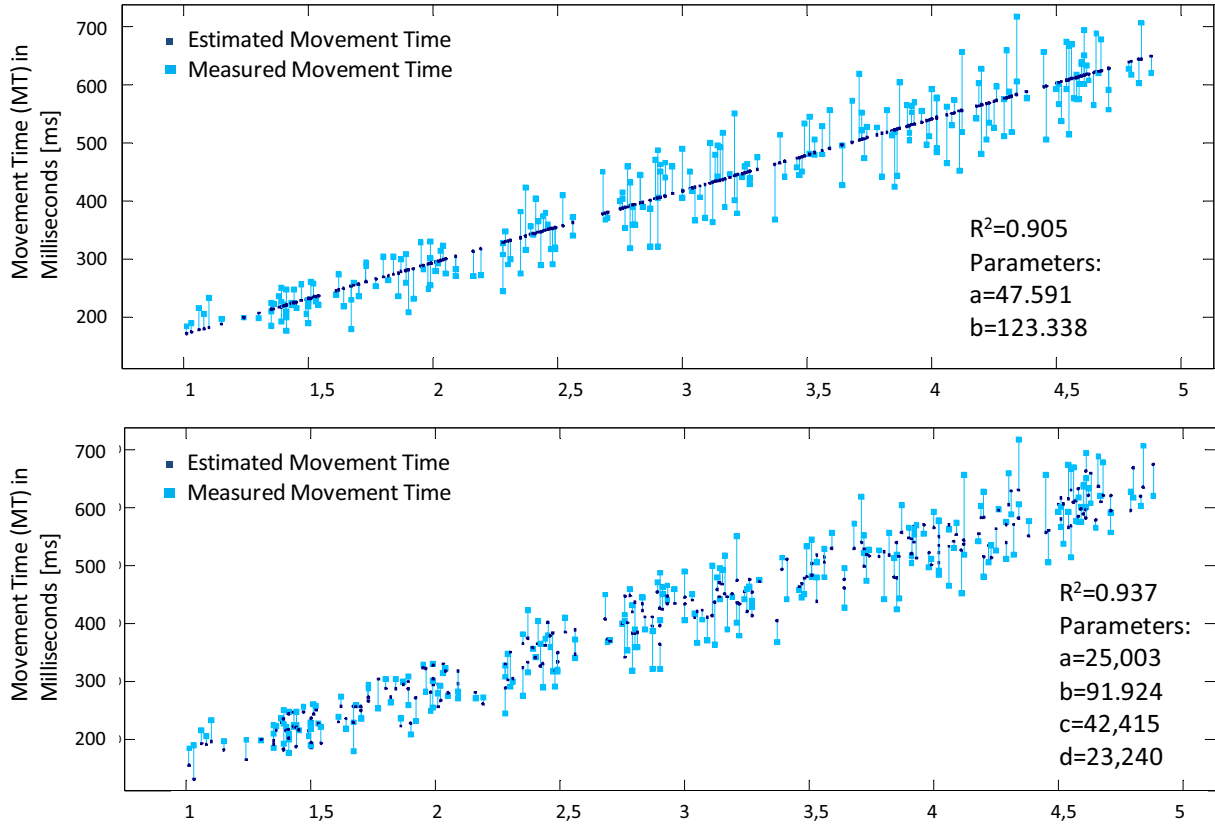 Movement Time (MT) in
Milliseconds [ms]
700
600
500
400
300
200
Estimated Movement Time
Measured Movement Time
R²=0.905
Parameters:
a=47.591
b=123.338
1 1,5 2 2,5 3 3,5 4 4,5 5
Movement Time (MT) in
Milliseconds [ms]
700
600
500
400
300
200
Estimated Movement Time
Measured Movement Time
R²=0.937
Parameters:
a=25,003
b=91.924
c=42,415
d=23,240
1 1,5 2 2,5 3 3,5 4 4,5 5